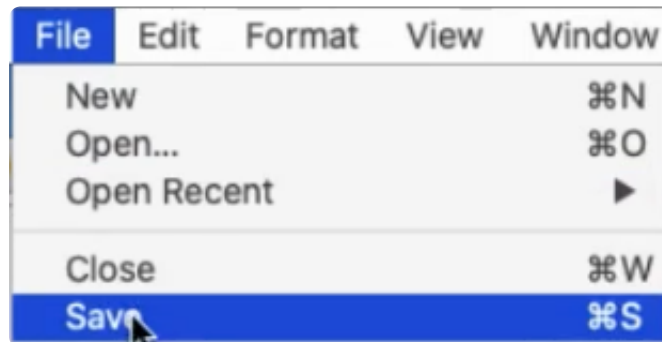 File Edit Format View Window
New ⌘N
Open... ⌘O
Open Recent ▶
Close ⌘W
Save ⌘S